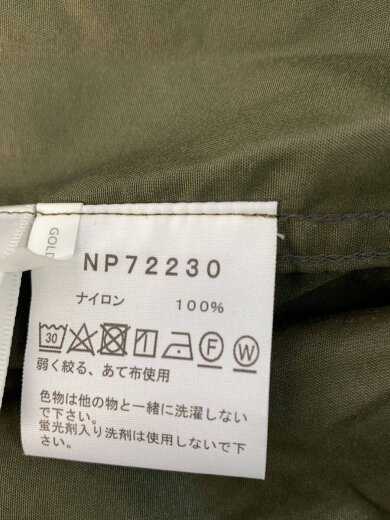 GOLD
NP72230
ナイロン 100%
30 F W
弱く絞る、あて布使用
色物は他の物と一緒に洗濯しない
で下さい。
蛍光剤入り洗剤は使用しないで下
さい。